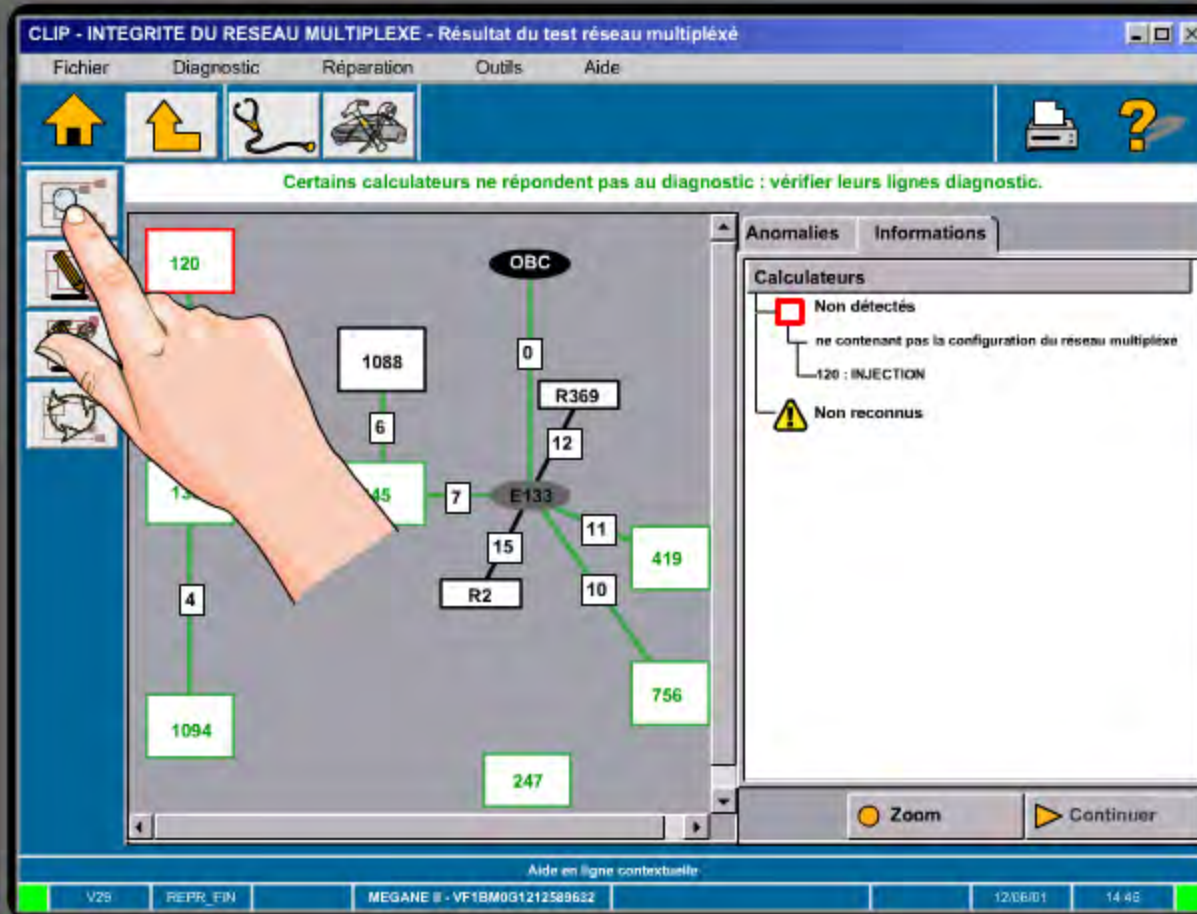 CLIP - INTEGRITE DU RESEAU MULTIPLEXE - Résultat du test réseau multipléxé
Fichier Diagnostic Réparation Outils Aide
Certains calculateurs ne répondent pas au diagnostic : vérifier leurs lignes diagnostic.
Anomalies Informations
120
OBC
Calculateurs
Non détectés
ne contenant pas la configuration du réseau multipléxé
120 : INJECTION
Non reconnus
1088
0
R369
6
12
7
E133
11
15
419
4
R2
10
756
1094
247
Zoom
Continuer
Aide en ligne contextuelle
V29 REPR_FIN MEGANE II - VF1BM0G1212589632 12/06/01 14:46